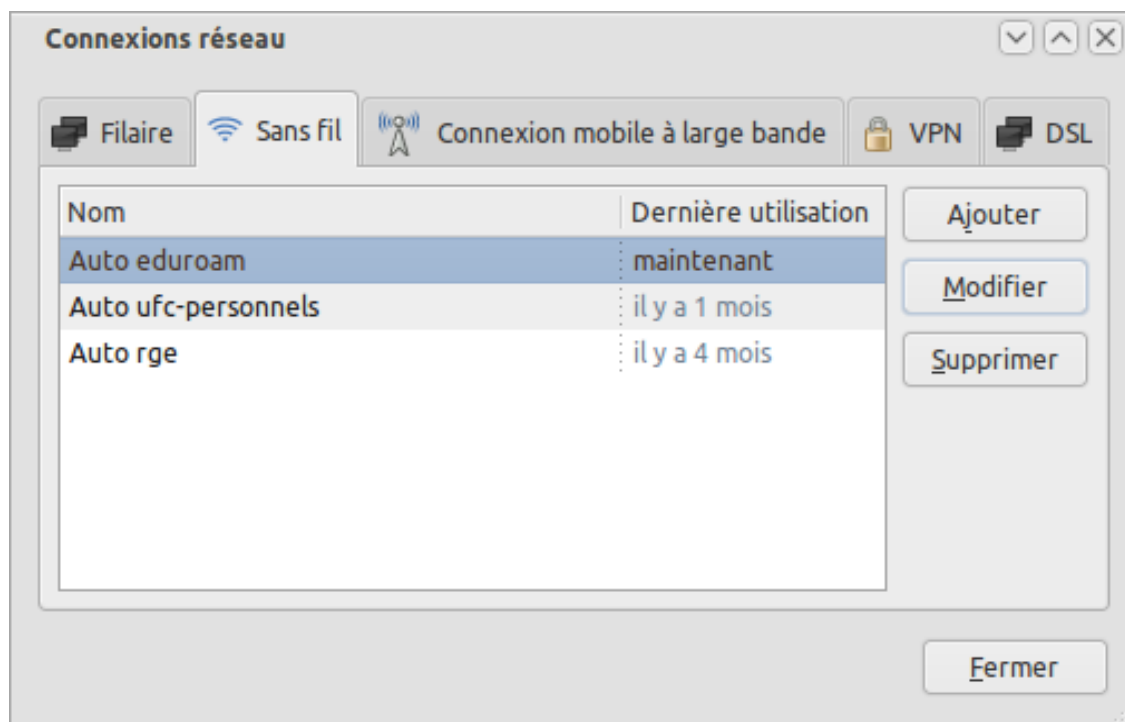 Connexions réseau
Filaire Sans fil Connexion mobile à large bande VPN DSL
Nom Dernière utilisation Ajouter
Auto eduroam maintenant
Modifier
Auto ufc-personnels il y a 1 mois
Auto rge il y a 4 mois Supprimer
Fermer